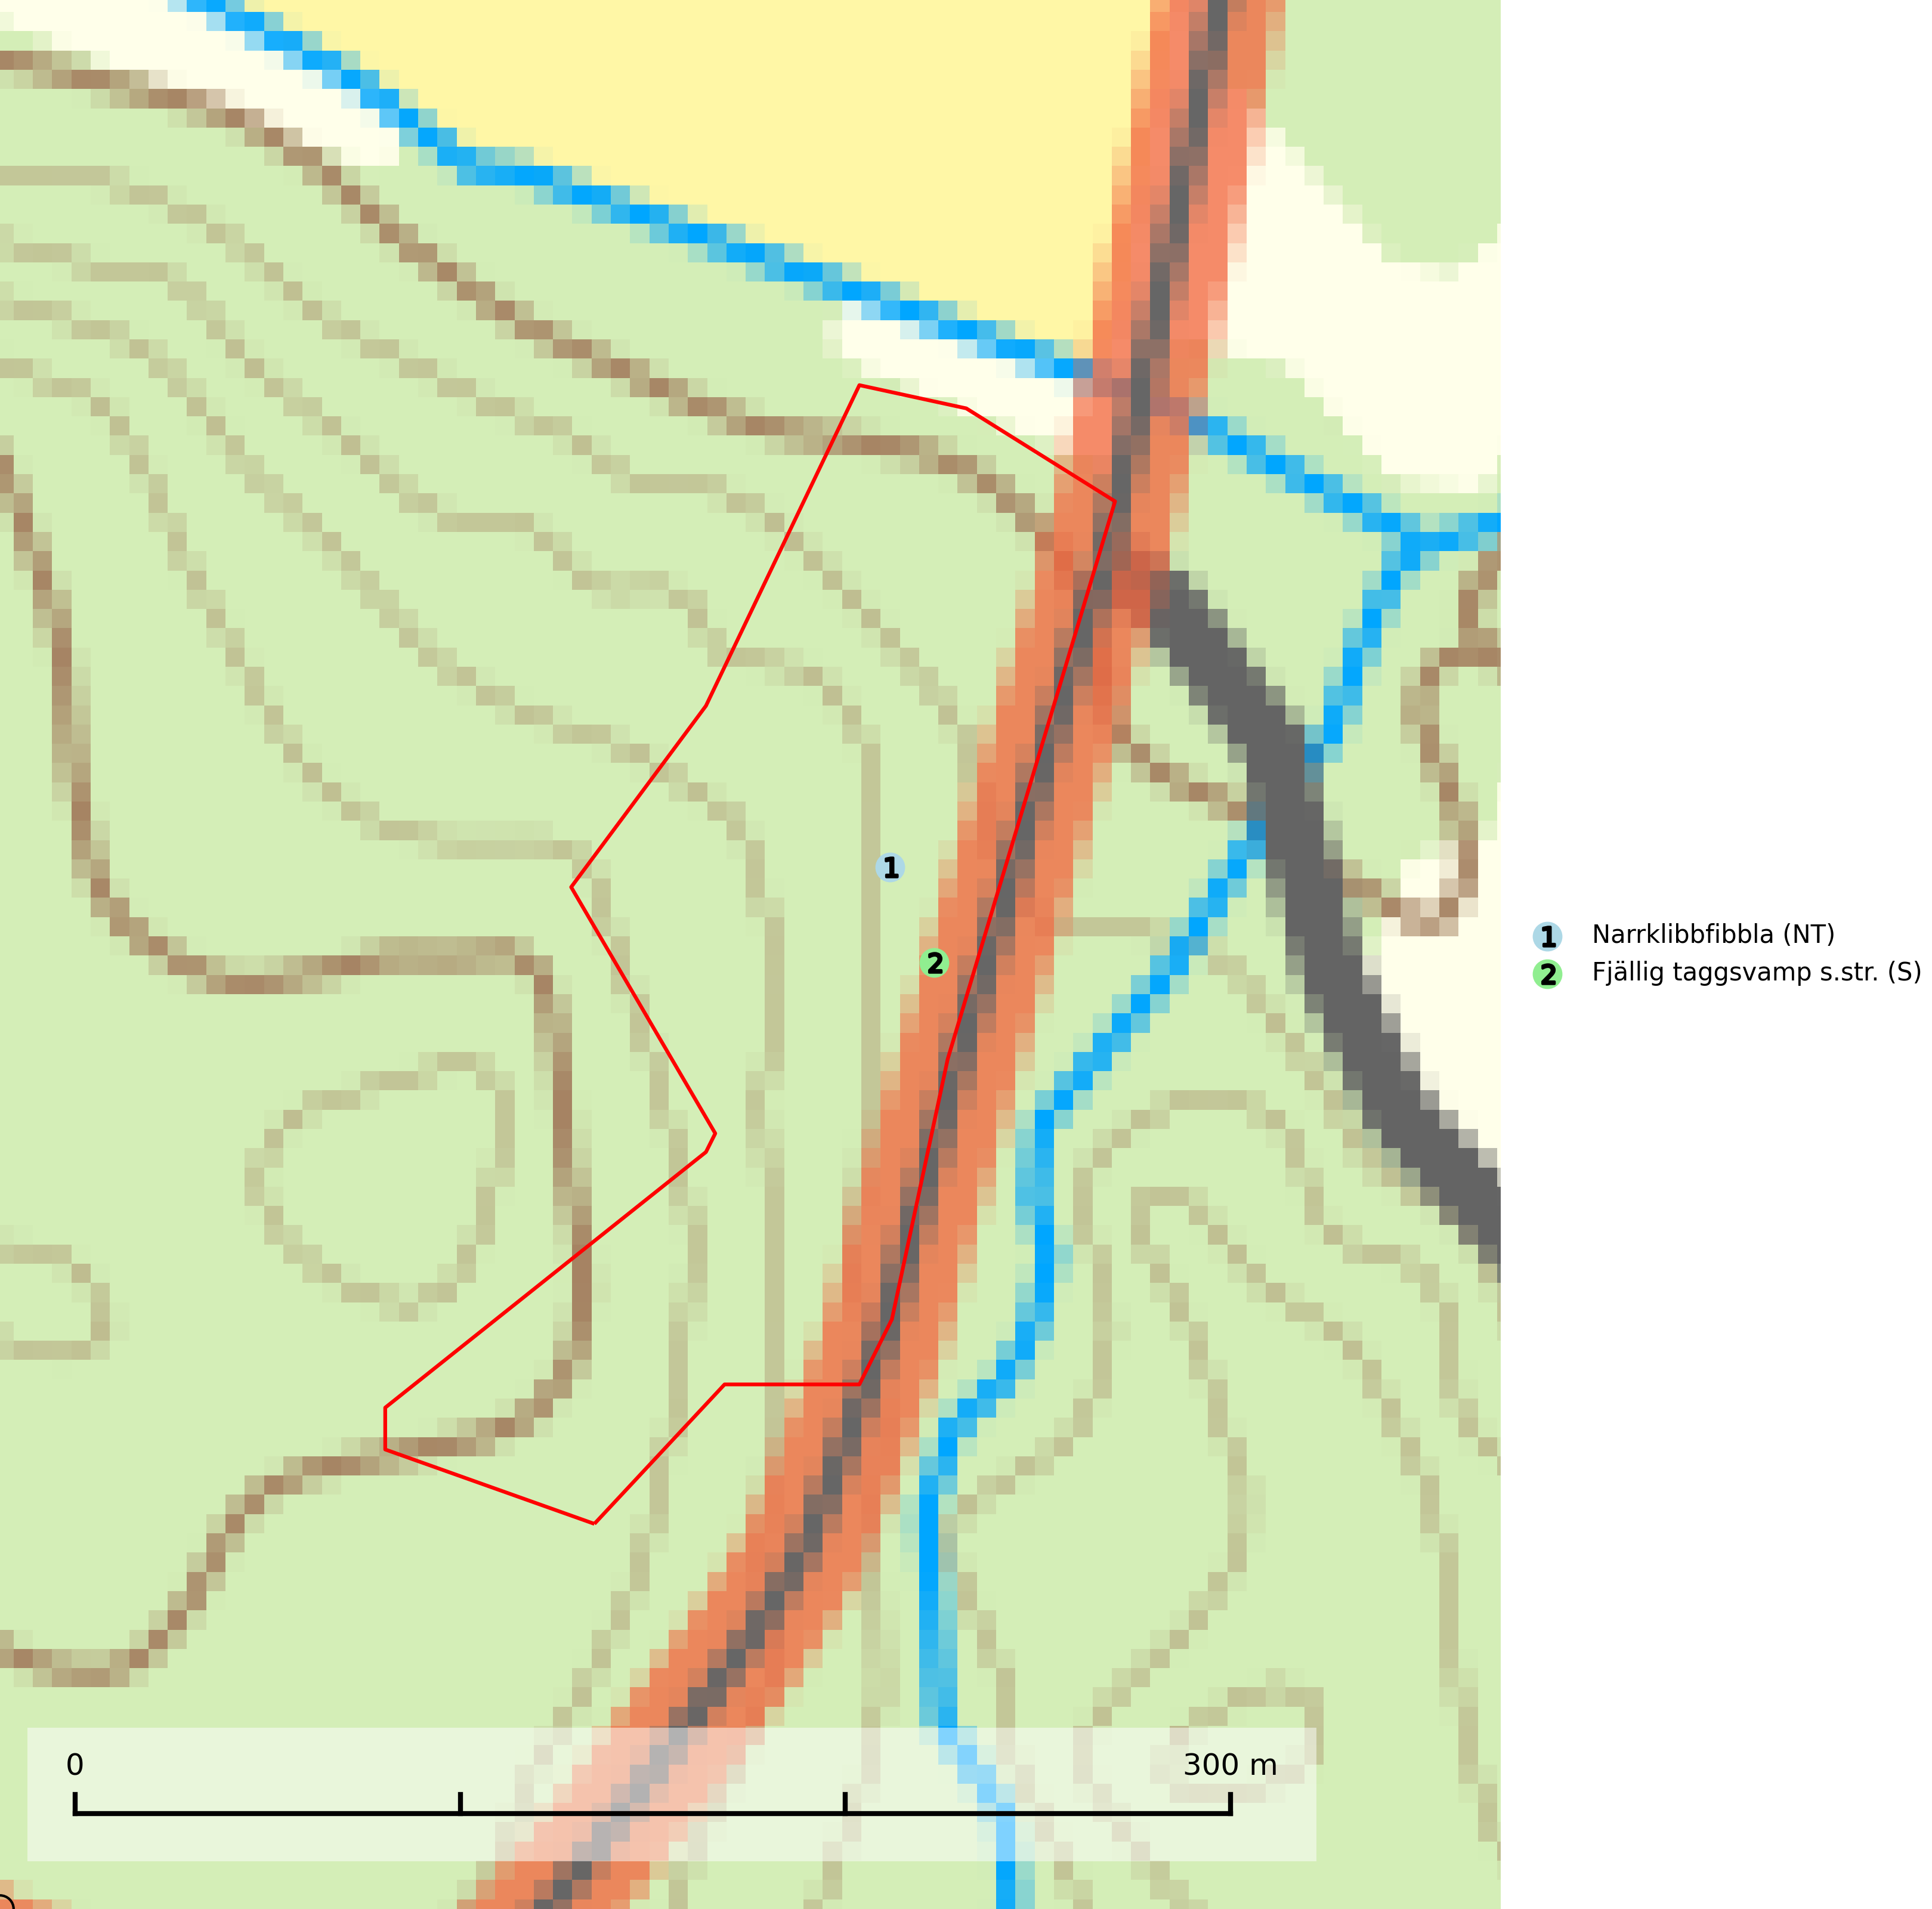 1
2
1 Narrklibbfibbla (NT)
2 Fjällig taggsvamp s.str. (S)
0 300 m